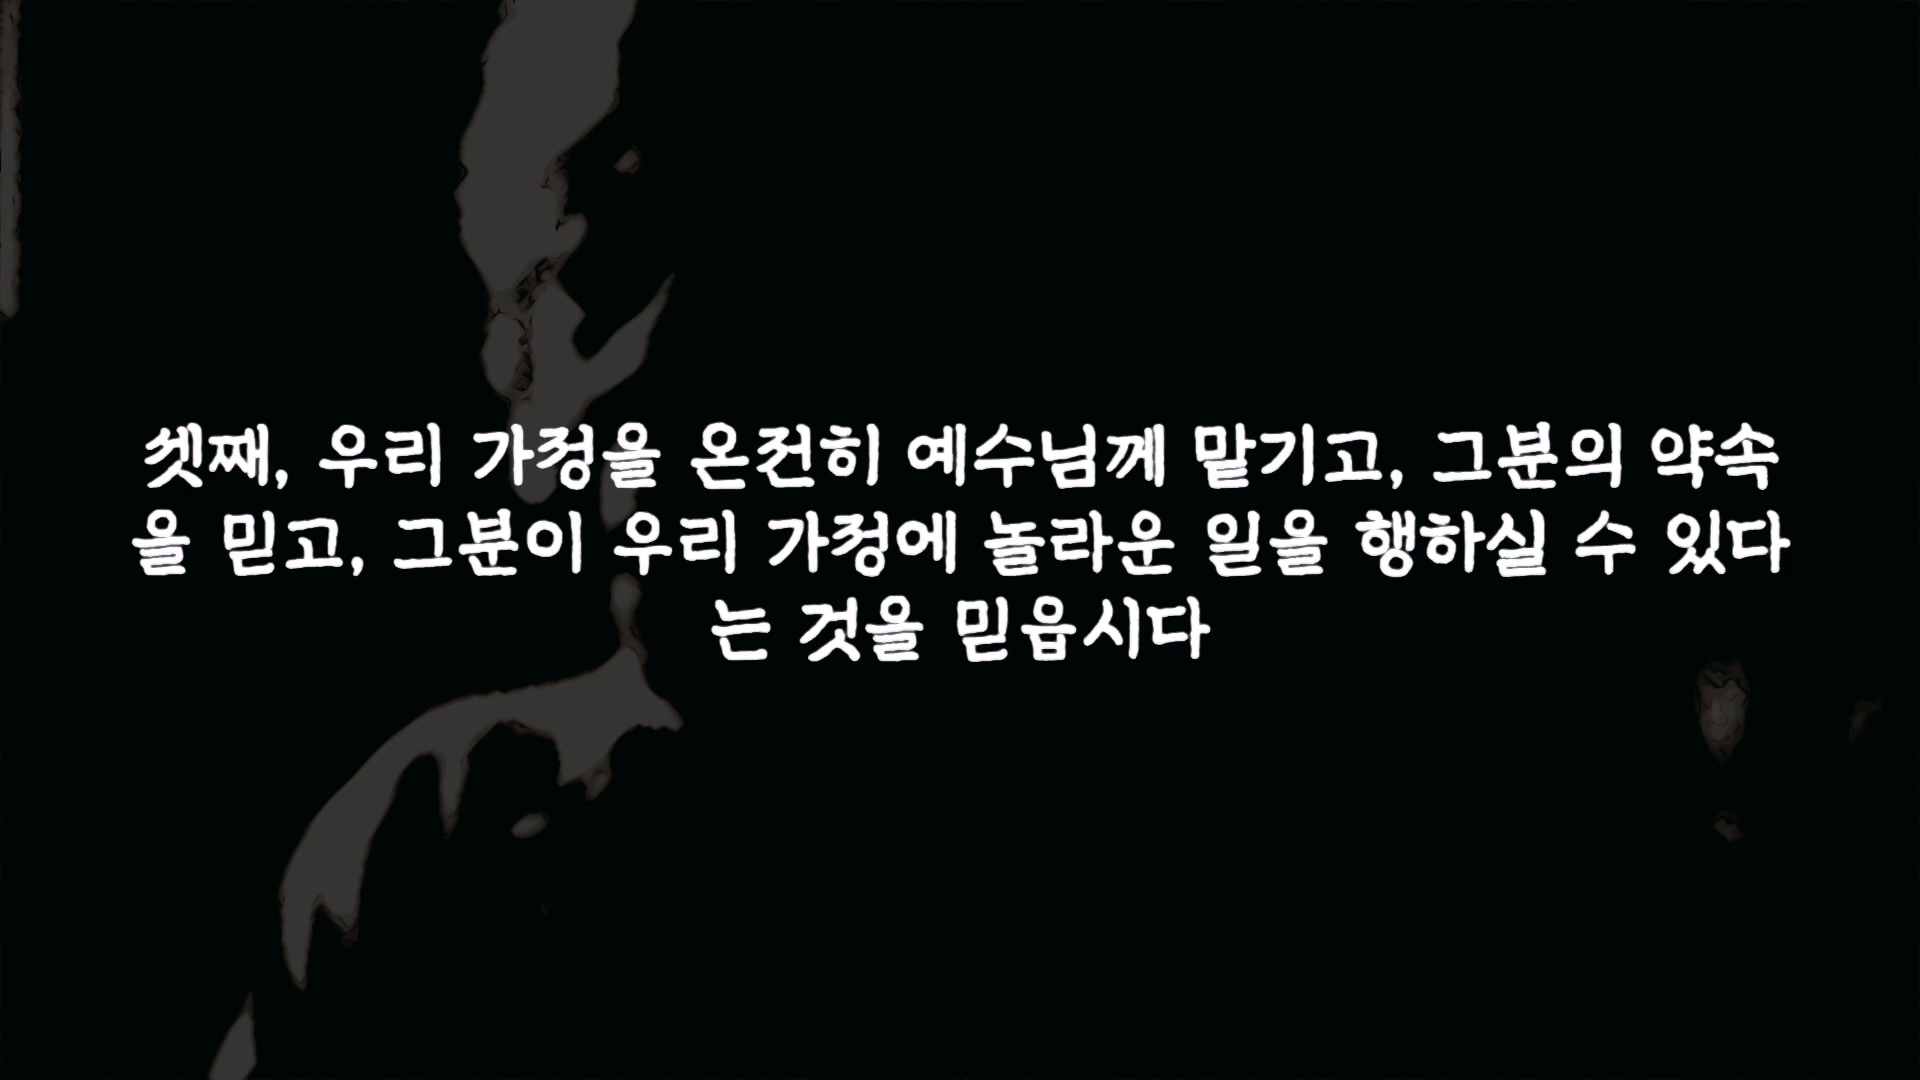 셋째, 우리 가정을 온전히 예수님께 맡기고, 그분의 약속
을 믿고, 그분이 우리 가정에 놀라운 일을 행하실 수 있다
는 것을 믿읍시다